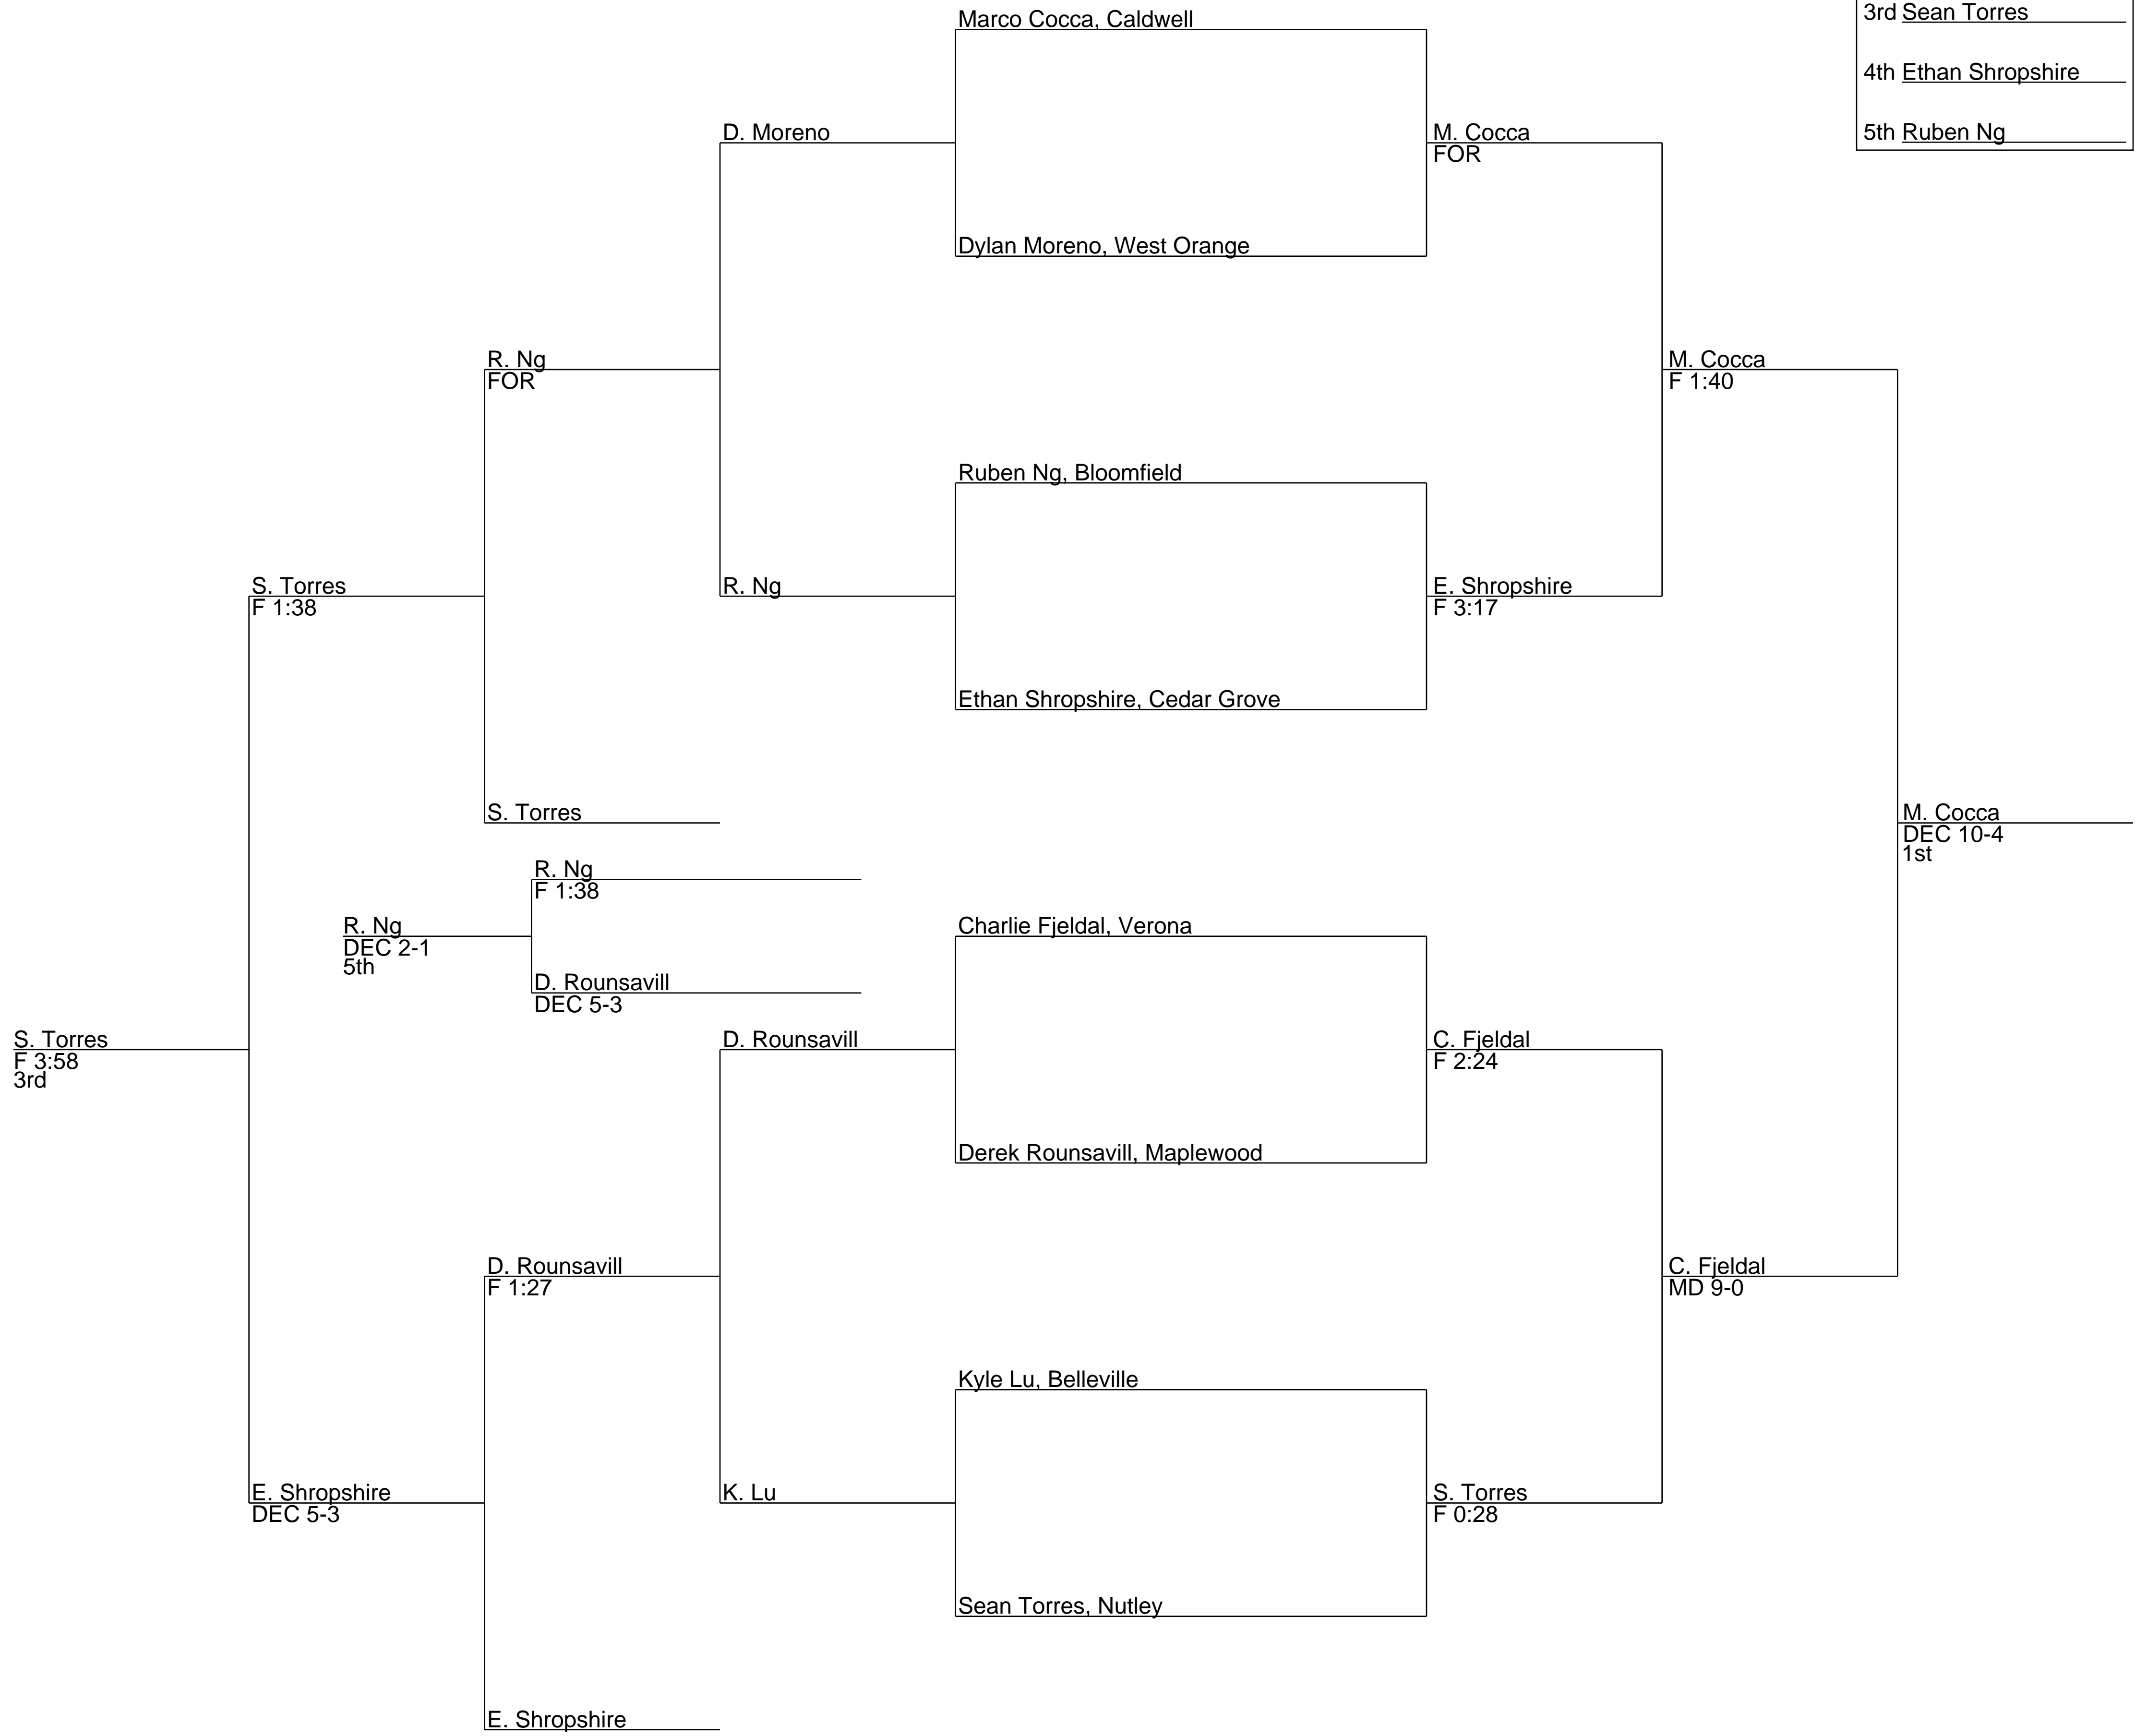 Marco Cocca, Caldwell
3rd Sean Torres
4th Ethan Shropshire
5th Ruben Ng
D. Moreno
M. Cocca
FOR
Dylan Moreno, West Orange
R. Ng
FOR
M. Cocca
F 1:40
Ruben Ng, Bloomfield
S. Torres
F 1:38
R. Ng
E. Shropshire
F 3:17
Ethan Shropshire, Cedar Grove
S. Torres
M. Cocca
DEC 10-4
1st
R. Ng
F 1:38
R. Ng
DEC 2-1
5th
Charlie Fjeldal, Verona
D. Rounsavill
DEC 5-3
S. Torres
F 3:58
3rd
D. Rounsavill
C. Fjeldal
F 2:24
Derek Rounsavill, Maplewood
D. Rounsavill
F 1:27
C. Fjeldal
MD 9-0
Kyle Lu, Belleville
E. Shropshire
DEC 5-3
K. Lu
S. Torres
F 0:28
Sean Torres, Nutley
E. Shropshire